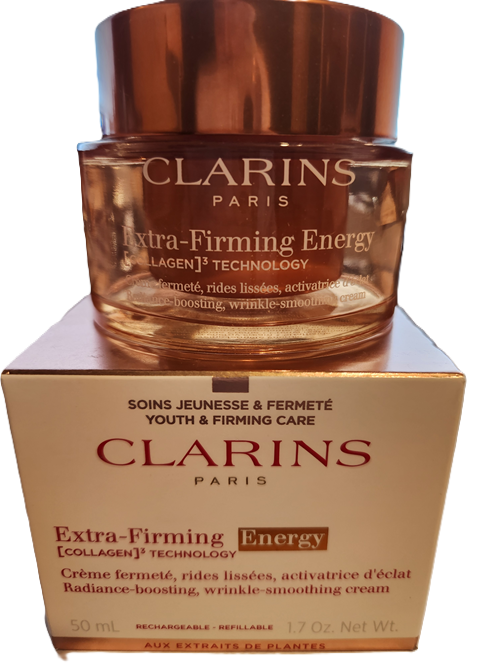 CLARINS
PARIS
Extra-Firming Energy
[COLLAGEN]³ TECHNOLOGY
fermeté, rides lissées, activatrice
Radiance-boosting, wrinkle-smoothing cream
SOINS JEUNESSE & FERMETÉ
YOUTH & FIRMING CARE
CLARINS
PARIS
Extra-Firming Energy
[COLLAGEN]³ TECHNOLOGY
Crème fermeté, rides lissées, activatrice d'éclat
Radiance-boosting, wrinkle-smoothing cream
50 mL RECHARGEABLE - REFILLABLE 1.7 Oz. Net Wt.
AUX EXTRAITS DE PLANTES